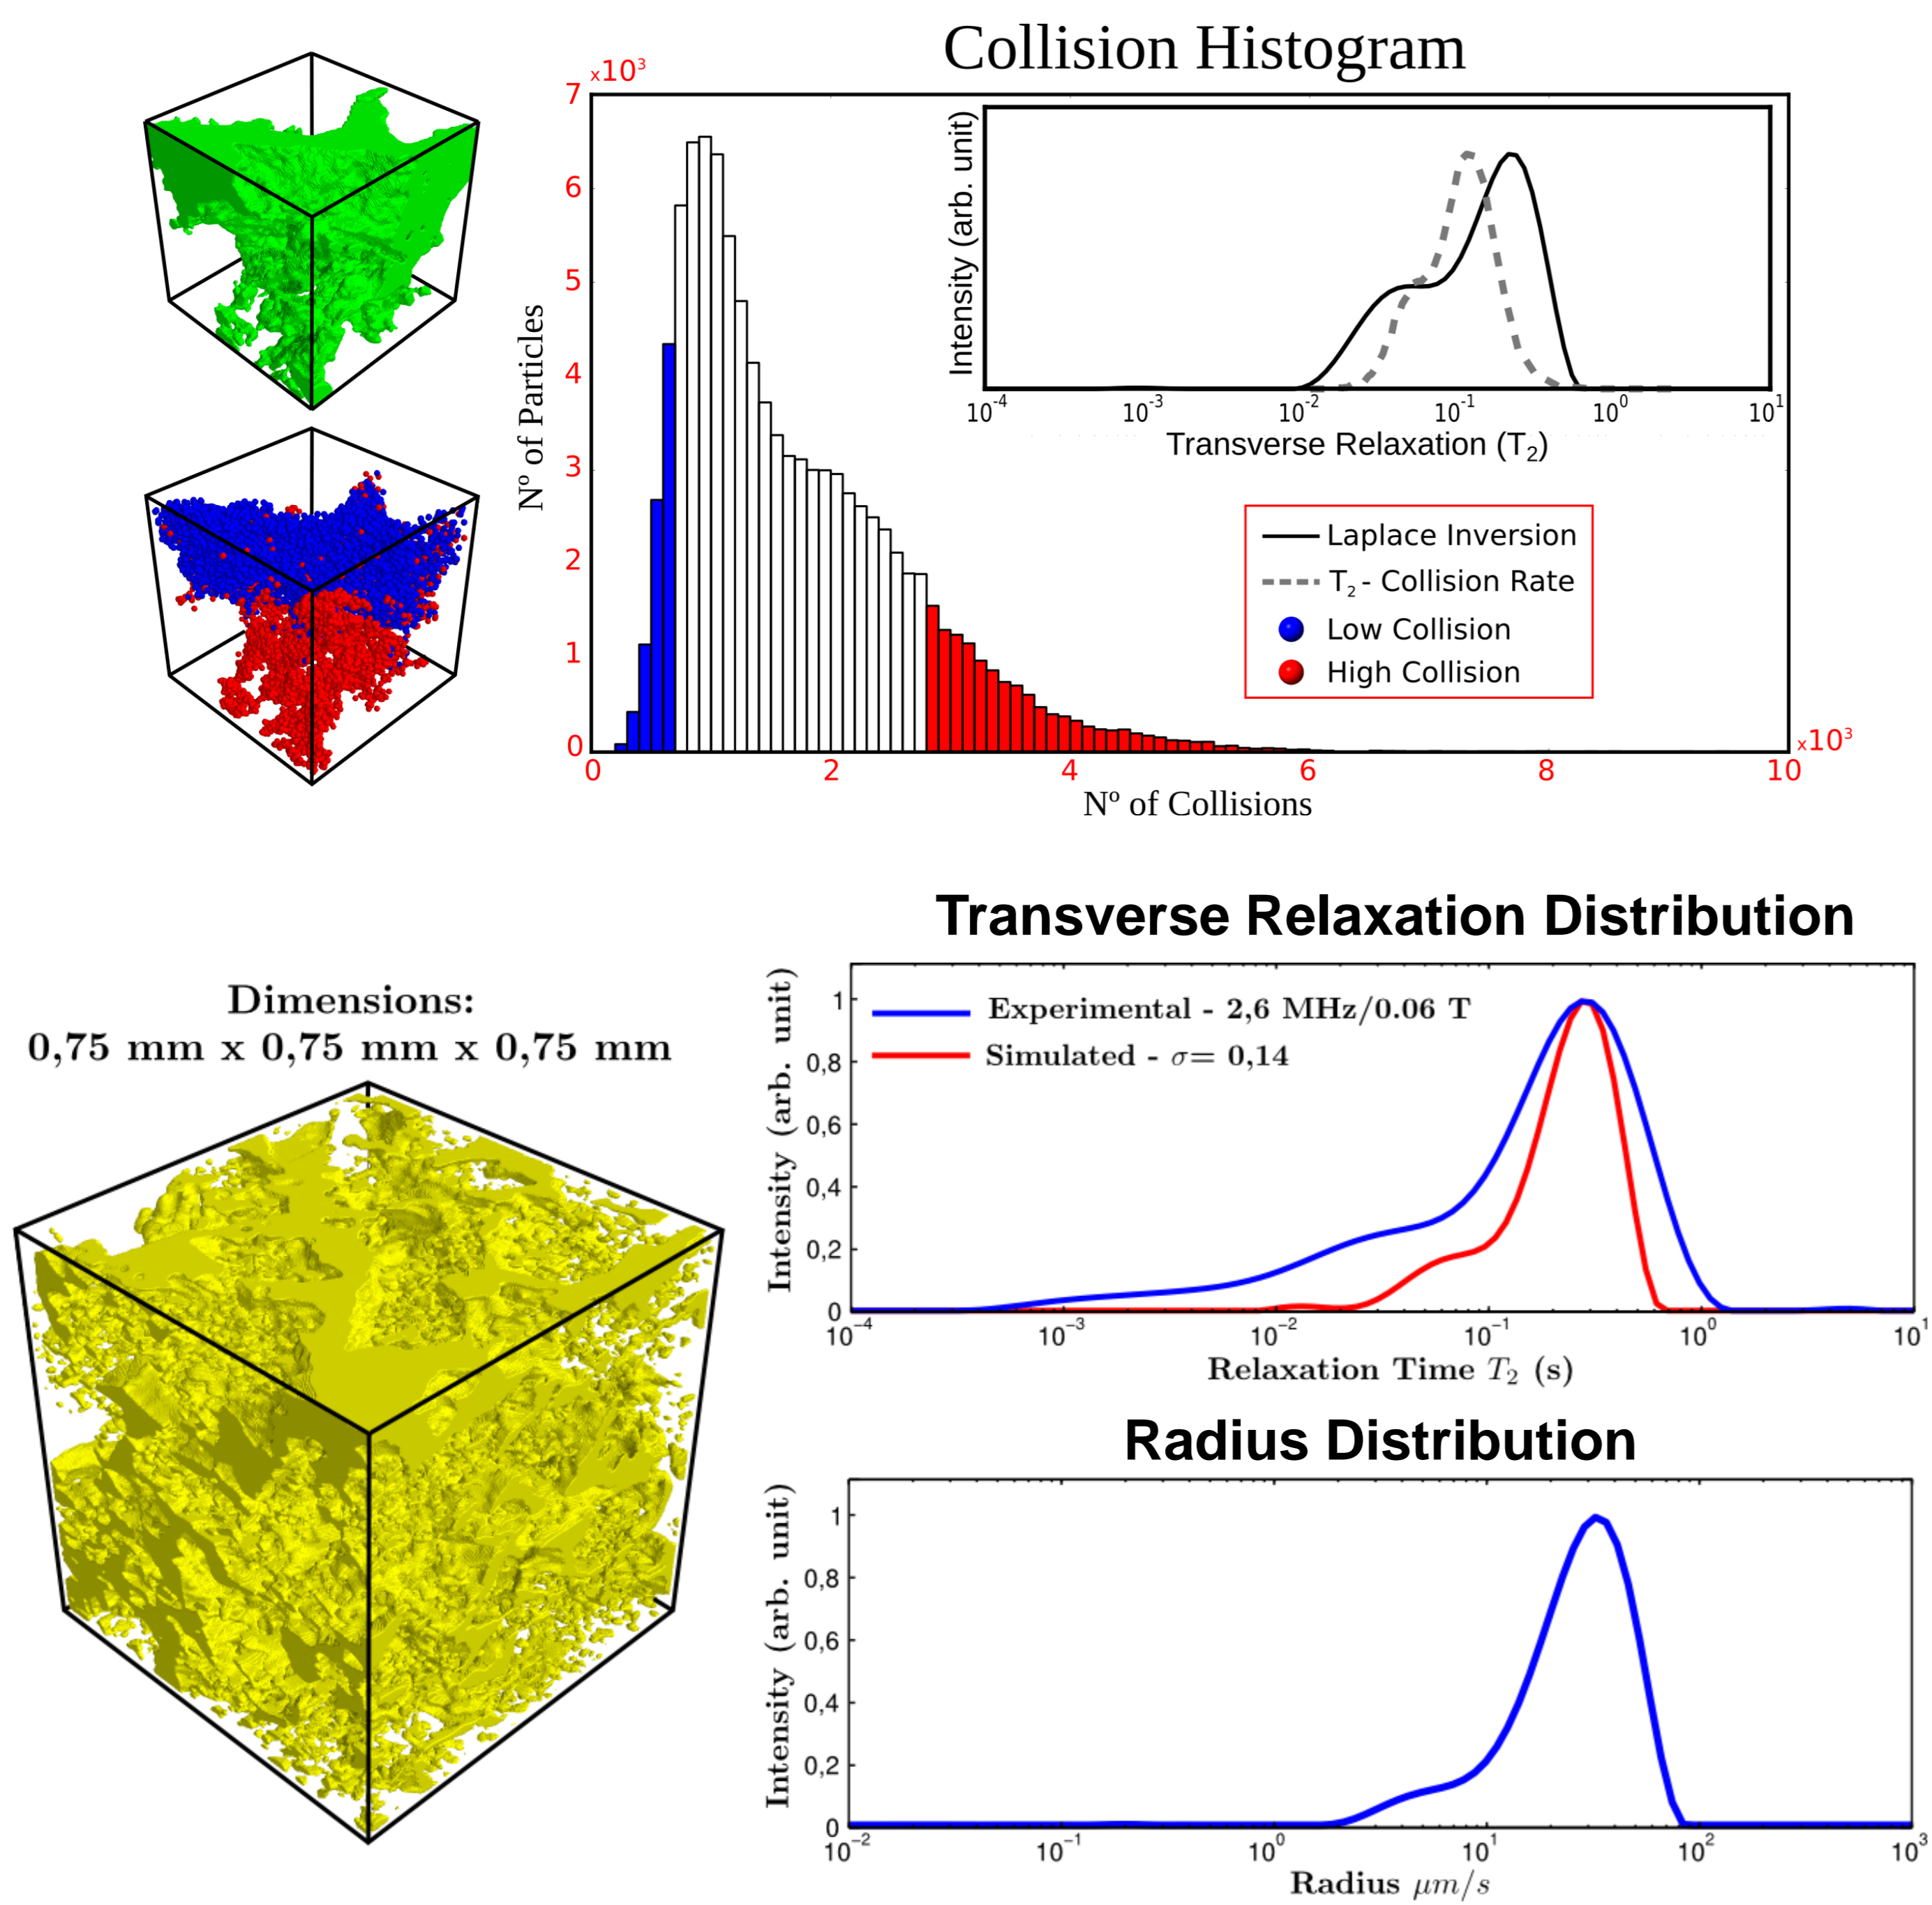 Collision Histogram
x10³
7
6
5
4
3
2
1
0
Nº of Particles
0
2
4
6
8
10
x10³
Nº of Collisions
Intensity (arb. unit)
10⁻⁴
10⁻³
10⁻²
10⁻¹
10⁰
10¹
Transverse Relaxation (T₂)
Laplace Inversion
T₂ - Collision Rate
Low Collision
High Collision
Dimensions:
0,75 mm x 0,75 mm x 0,75 mm
Transverse Relaxation Distribution
Intensity (arb. unit)
1
0,8
0,6
0,4
0,2
0
Experimental - 2,6 MHz/0.06 T
Simulated - σ= 0,14
10⁻⁴
10⁻³
10⁻²
10⁻¹
10⁰
10¹
Relaxation Time T₂ (s)
Radius Distribution
Intensity (arb. unit)
1
0,8
0,6
0,4
0,2
0
10⁻²
10⁻¹
10⁰
10¹
10²
10³
Radius μm/s